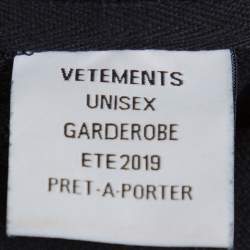 VETEMENTS
UNISEX
GARDEROBE
ETE 2019
PRET-A-PORTER